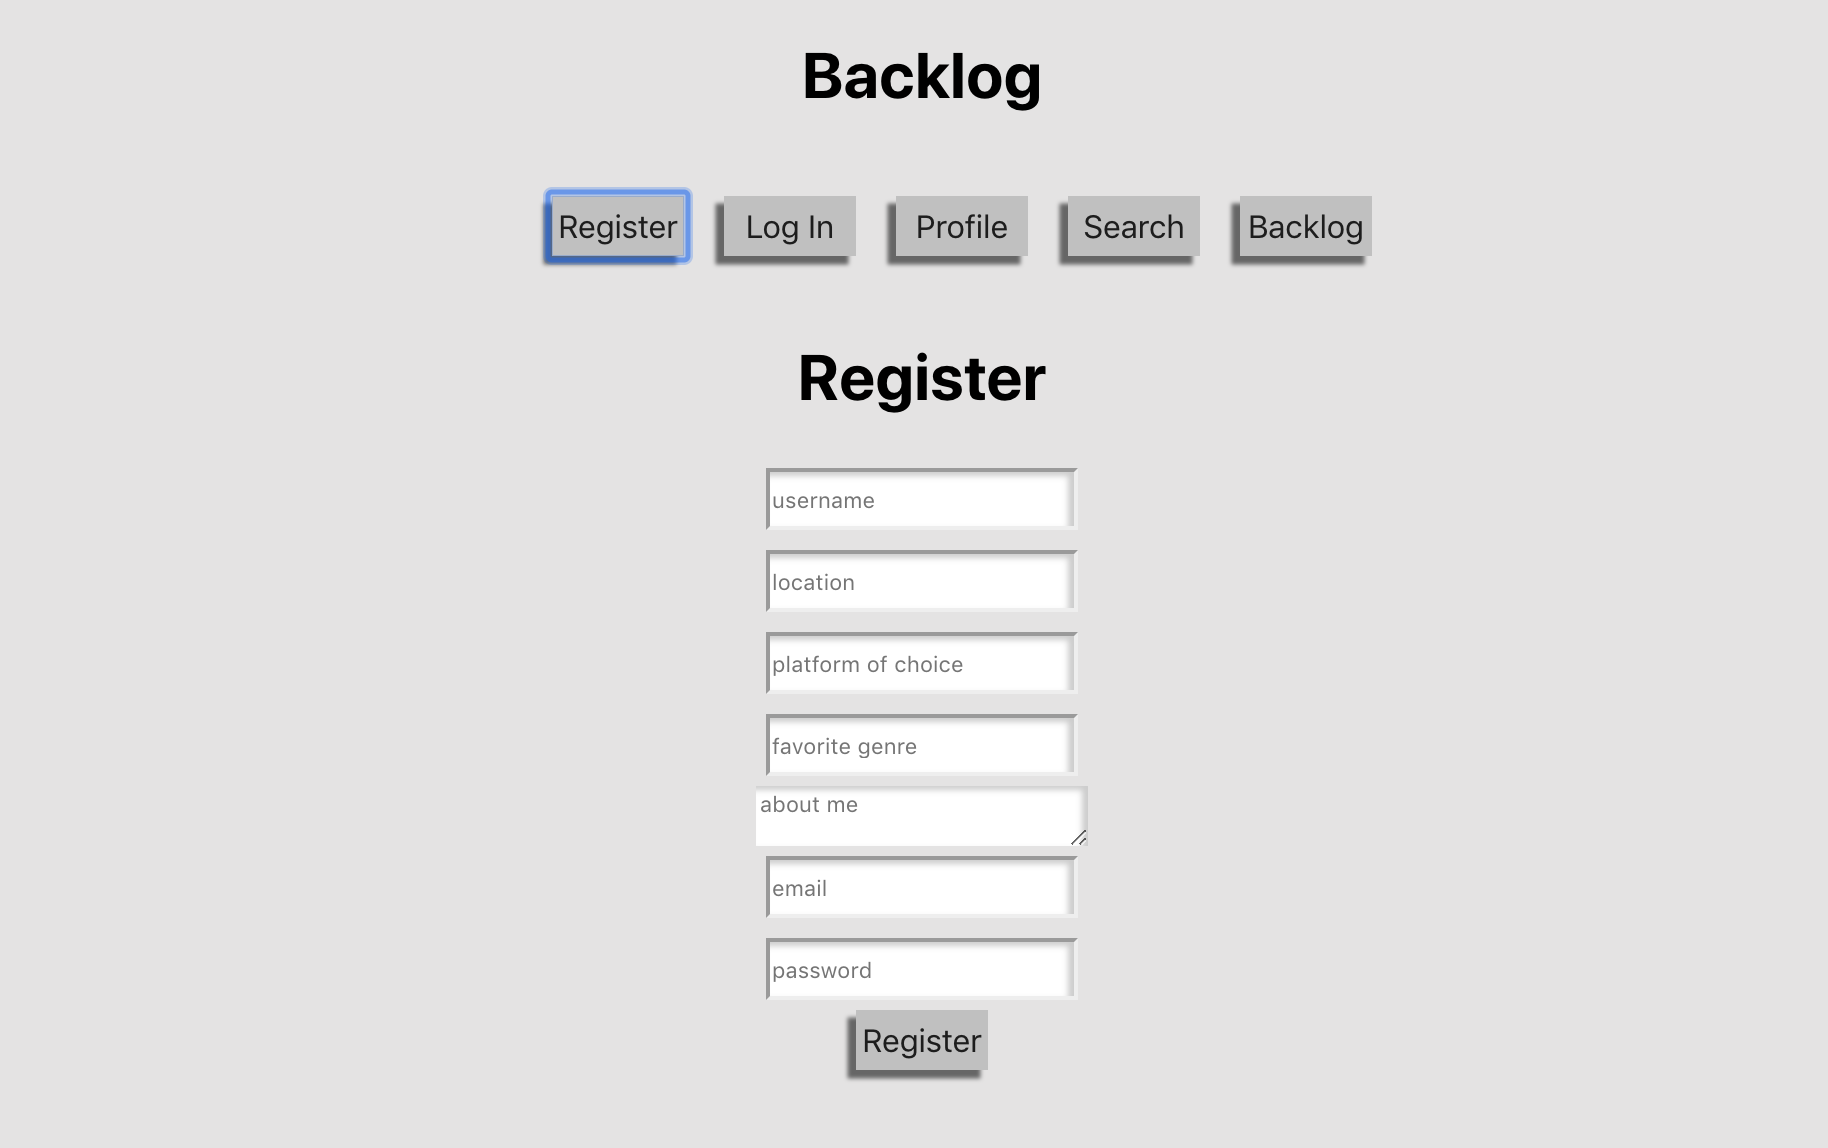 Backlog
Register Log In Profile Search Backlog
Register
username
location
platform of choice
favorite genre
about me
email
password
Register